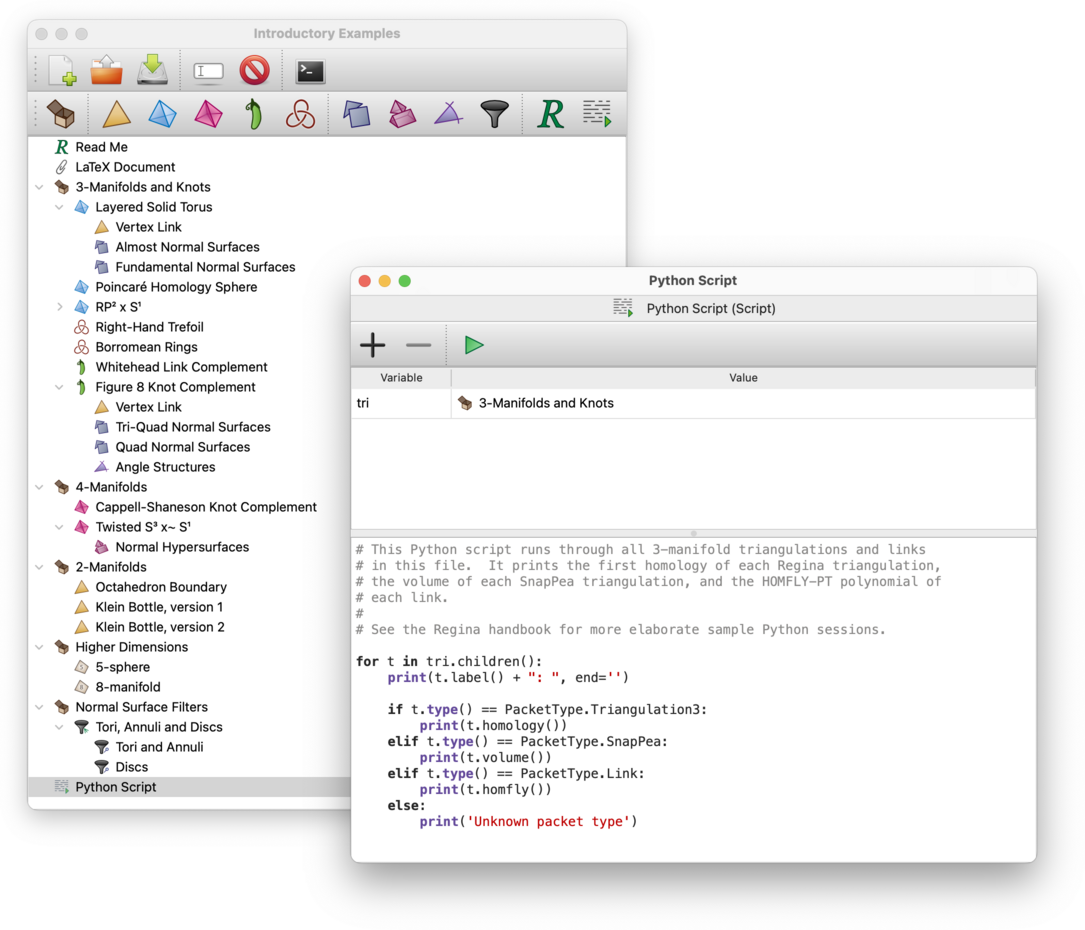 Introductory Examples
Read Me
LaTeX Document
3-Manifolds and Knots
Layered Solid Torus
Vertex Link
Almost Normal Surfaces
Fundamental Normal Surfaces
Poincaré Homology Sphere
RP² x S¹
Right-Hand Trefoil
Borromean Rings
Whitehead Link Complement
Figure 8 Knot Complement
Vertex Link
Tri-Quad Normal Surfaces
Quad Normal Surfaces
Angle Structures
4-Manifolds
Cappell-Shaneson Knot Complement
Twisted S³ x~ S¹
Normal Hypersurfaces
2-Manifolds
Octahedron Boundary
Klein Bottle, version 1
Klein Bottle, version 2
Higher Dimensions
5-sphere
8-manifold
Normal Surface Filters
Tori, Annuli and Discs
Tori and Annuli
Discs
Python Script
Python Script
Python Script (Script)
Variable Value
tri 3-Manifolds and Knots
# This Python script runs through all 3-manifold triangulations and links
# in this file.  It prints the first homology of each Regina triangulation,
# the volume of each SnapPea triangulation, and the HOMFLY-PT polynomial of
# each link.
#
# See the Regina handbook for more elaborate sample Python sessions.
for t in tri.children():
    print(t.label() + ": ", end='')
    if t.type() == PacketType.Triangulation3:
        print(t.homology())
    elif t.type() == PacketType.SnapPea:
        print(t.volume())
    elif t.type() == PacketType.Link:
        print(t.homfly())
    else:
        print('Unknown packet type')